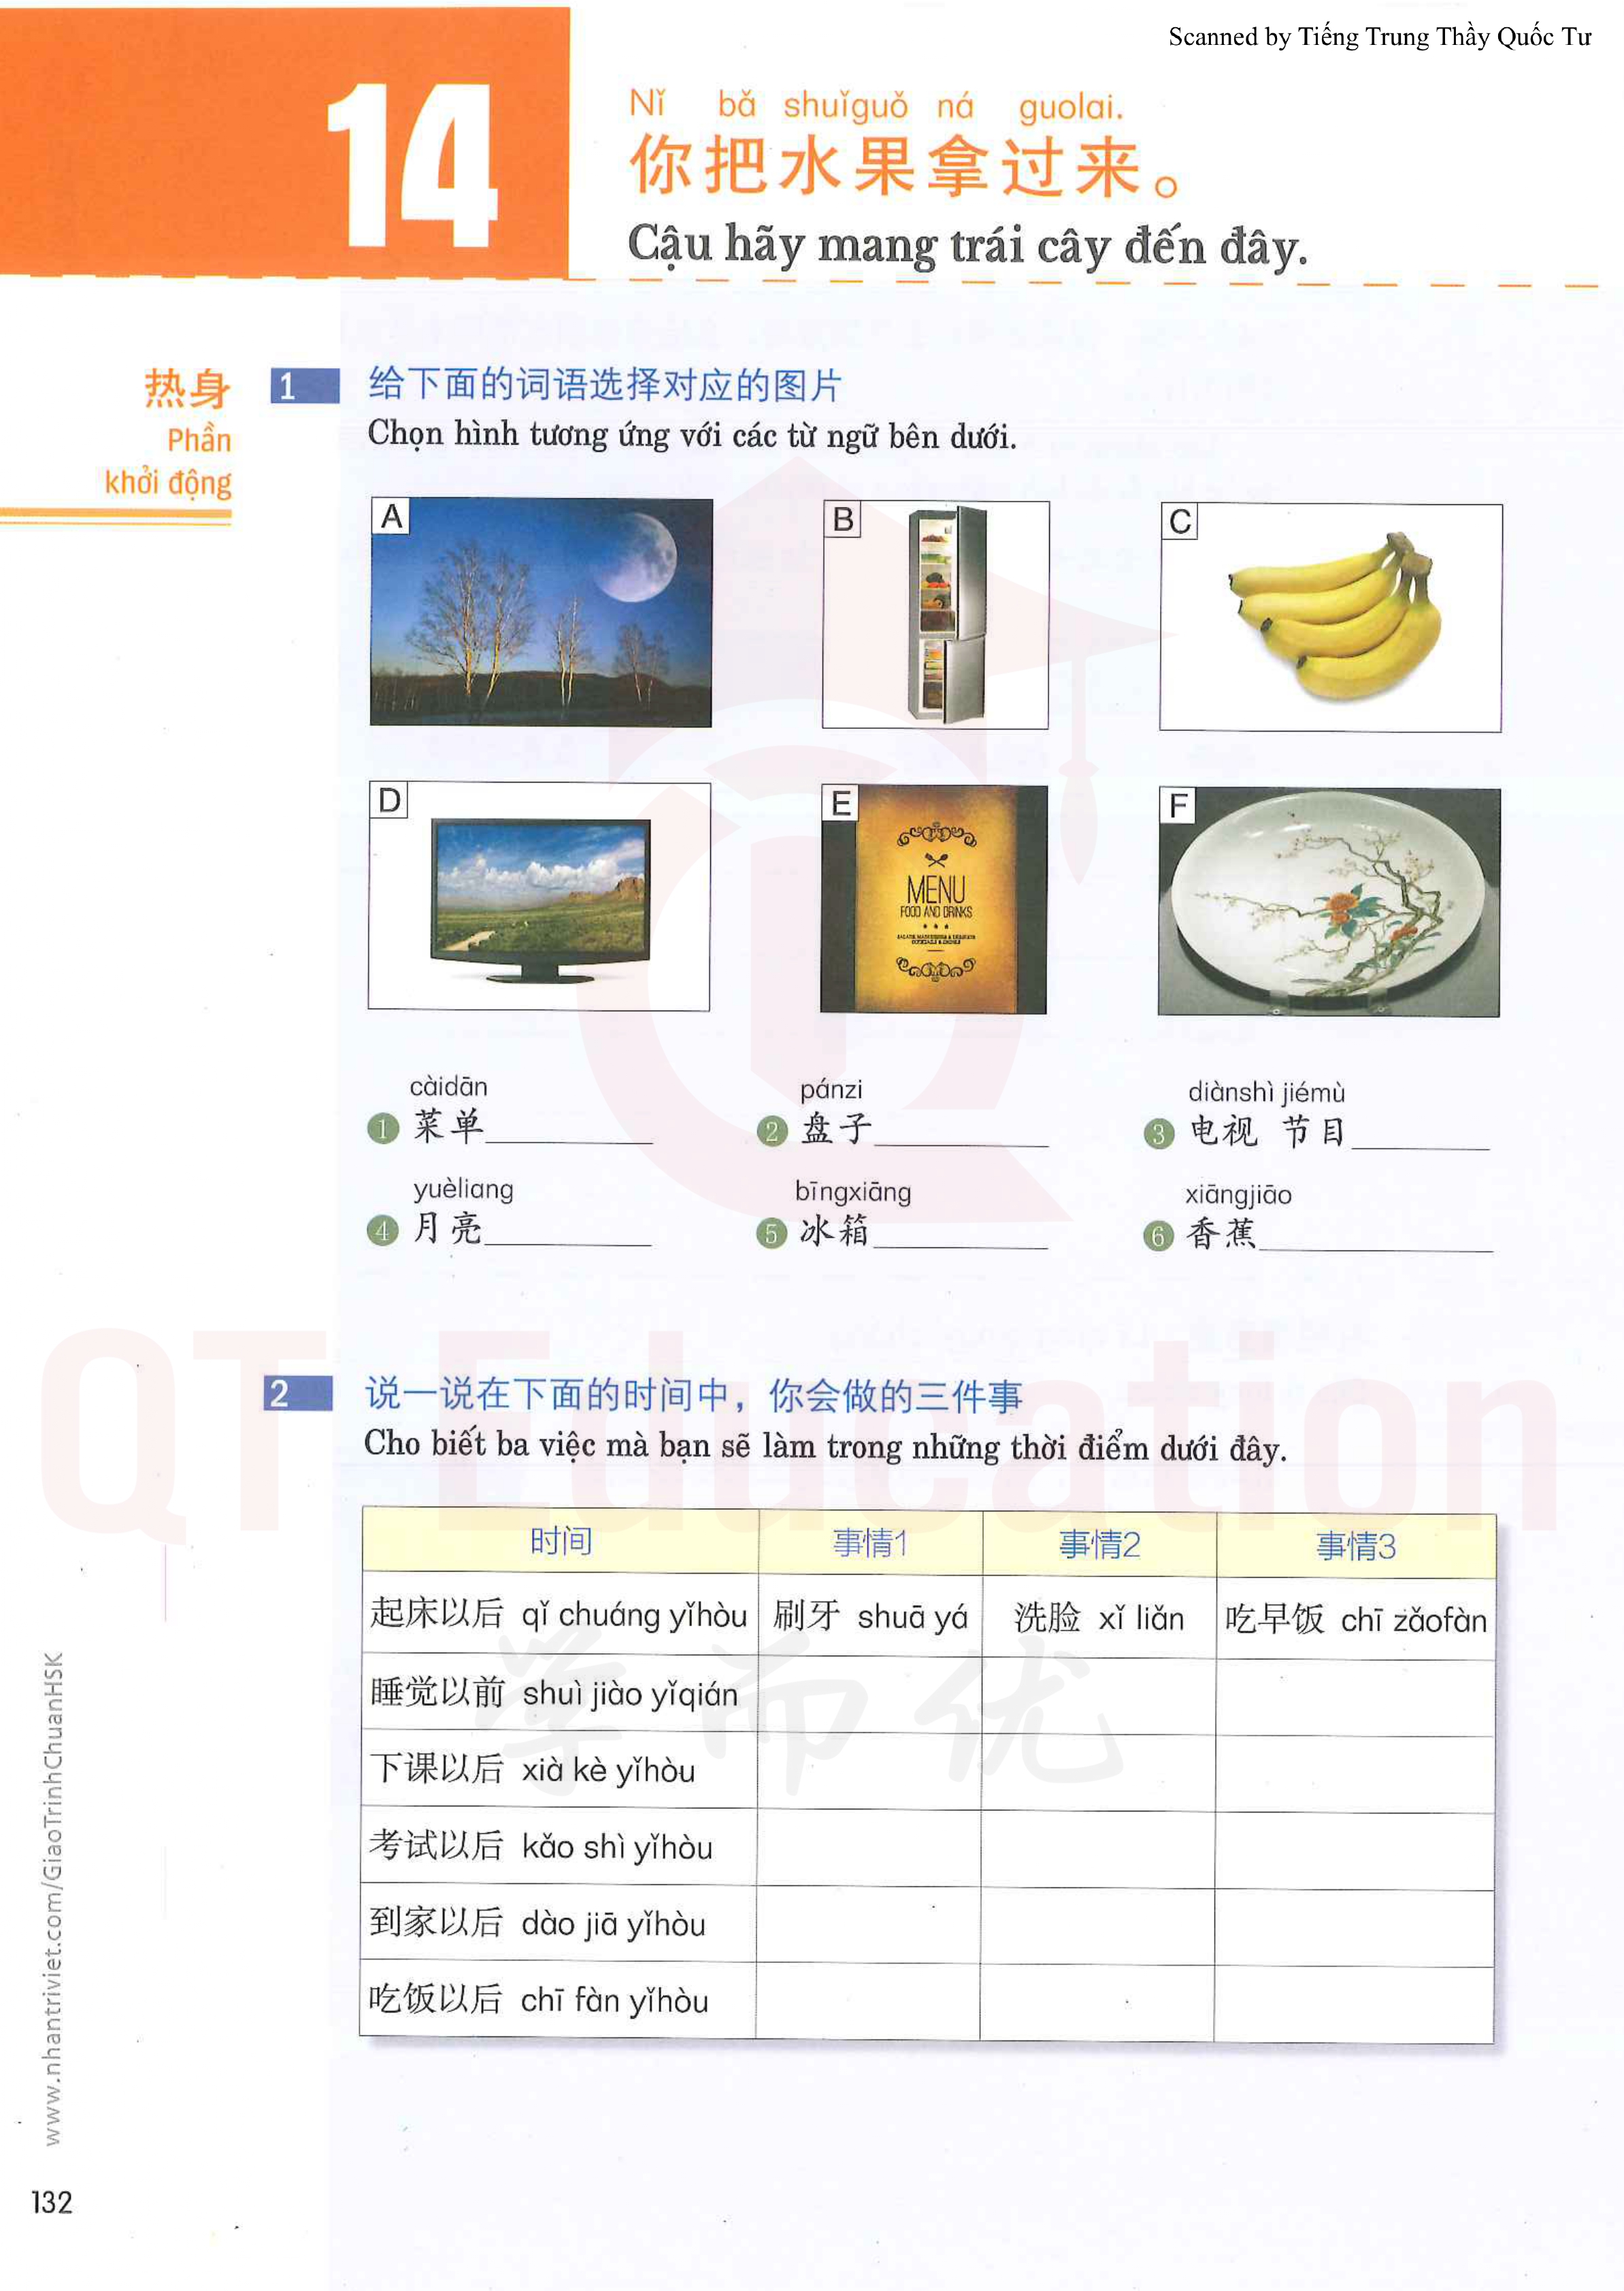 Scanned by Tiếng Trung Thầy Quốc Tư
14
Nǐ bǎ shuǐguǒ ná guolai.
你把水果拿过来。
Cậu hãy mang trái cây đến đây.
热身
Phần
khởi động
1 给下面的词语选择对应的图片
Chọn hình tương ứng với các từ ngữ bên dưới.
A
B
C
D
E
MENU
FOOD AND DRINKS
F
càidān pánzi diànshì jiémù
1 菜单 2 盘子 3 电视 节目
yuèliang bīngxiāng xiāngjiāo
4 月亮 5 冰箱 6 香蕉
QT Education
2 说一说在下面的时间中，你会做的三件事
Cho biết ba việc mà bạn sẽ làm trong những thời điểm dưới đây.
时间 事情1 事情2 事情3
起床以后 qǐ chuáng yǐhòu 刷牙 shuā yá 洗脸 xǐ liǎn 吃早饭 chī zǎofàn
睡觉以前 shuì jiào yǐqián
下课以后 xià kè yǐhòu
考试以后 kǎo shì yǐhòu
到家以后 dào jiā yǐhòu
吃饭以后 chī fàn yǐhòu
学而优
www.nhantriviet.com/GiaoTrinhChuanHSK
132